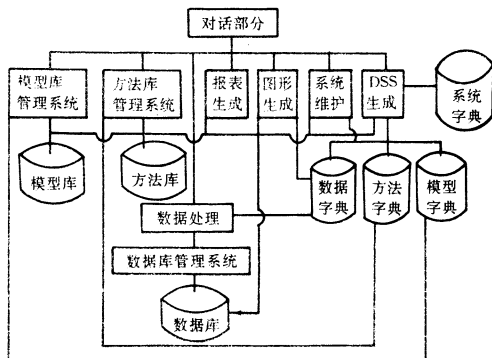 对话部分
模型库
管理系统
方法库
管理系统
报表
生成
图形
生成
系统
维护
DSS
生成
系统
字典
模型库
方法库
数据
字典
方法
字典
模型
字典
数据处理
数据库管理系统
数据库